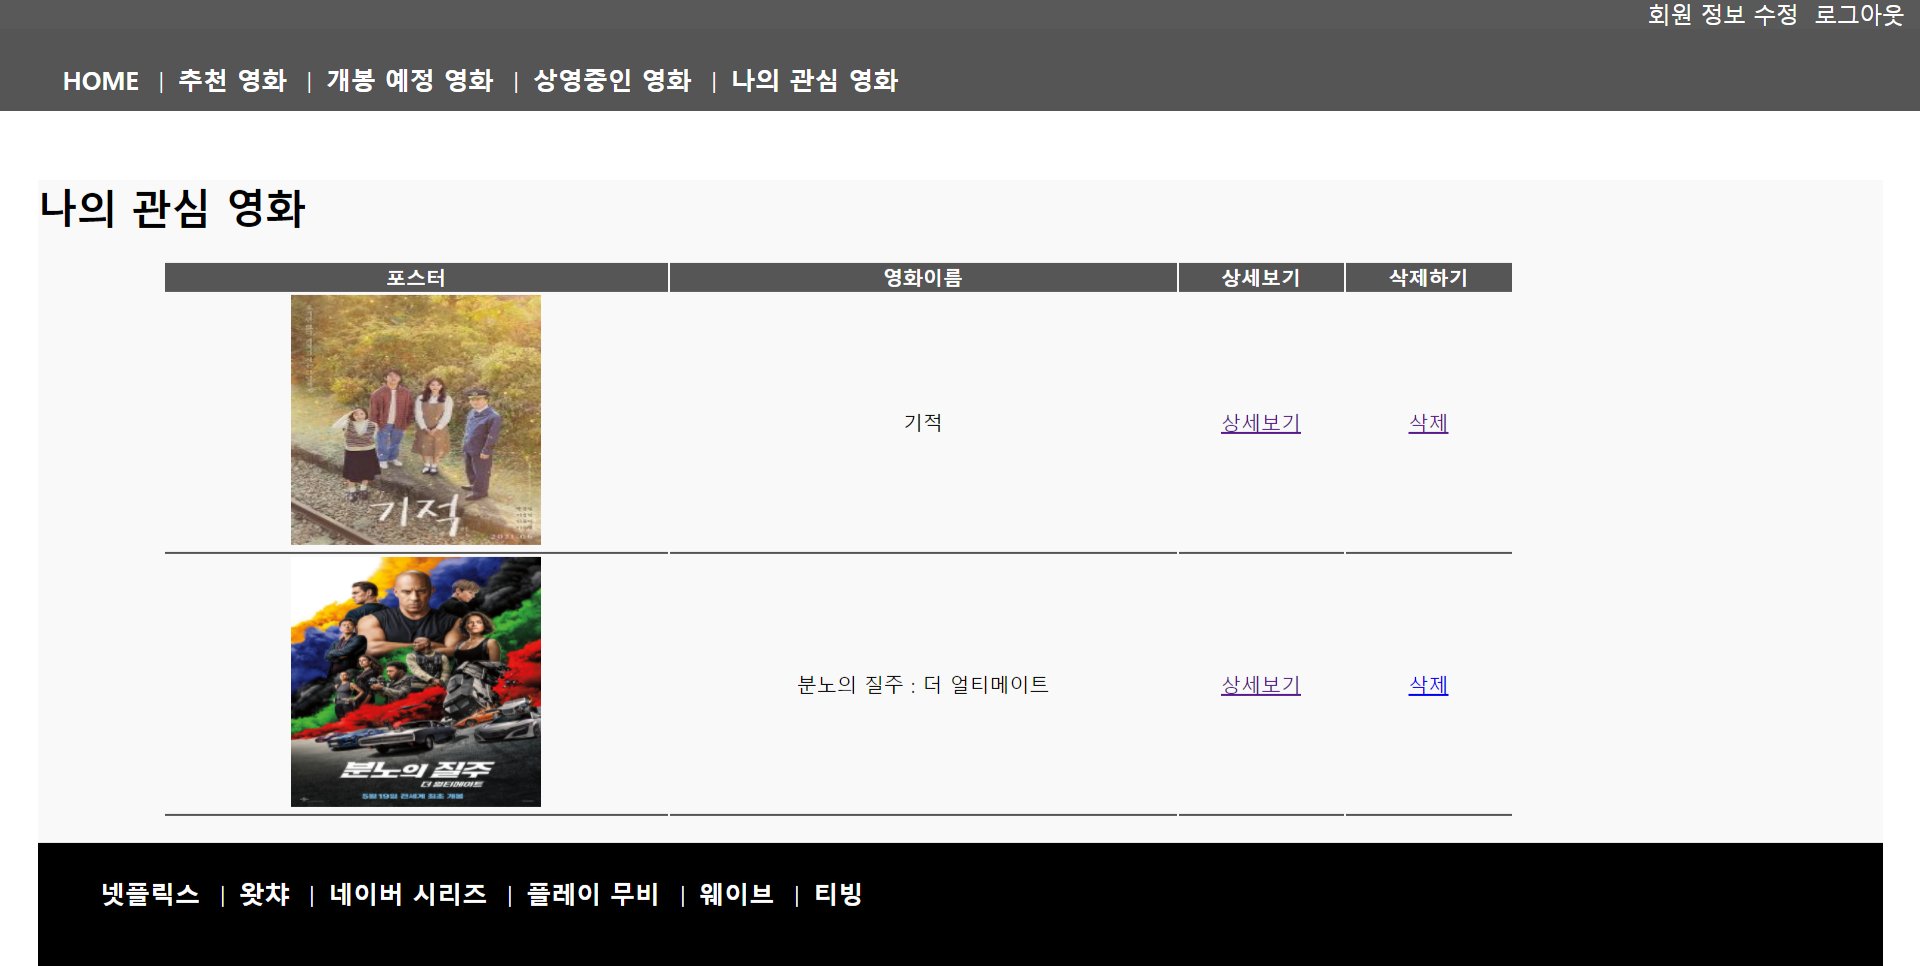 회원 정보 수정 로그아웃
HOME | 추천 영화 | 개봉 예정 영화 | 상영중인 영화 | 나의 관심 영화
나의 관심 영화
포스터 영화이름 상세보기 삭제하기
기적
2021.06
기적 상세보기 삭제
분노의 질주
더 얼티메이트
5월 19일 전세계 최초 개봉
분노의 질주 : 더 얼티메이트 상세보기 삭제
넷플릭스 | 왓챠 | 네이버 시리즈 | 플레이 무비 | 웨이브 | 티빙